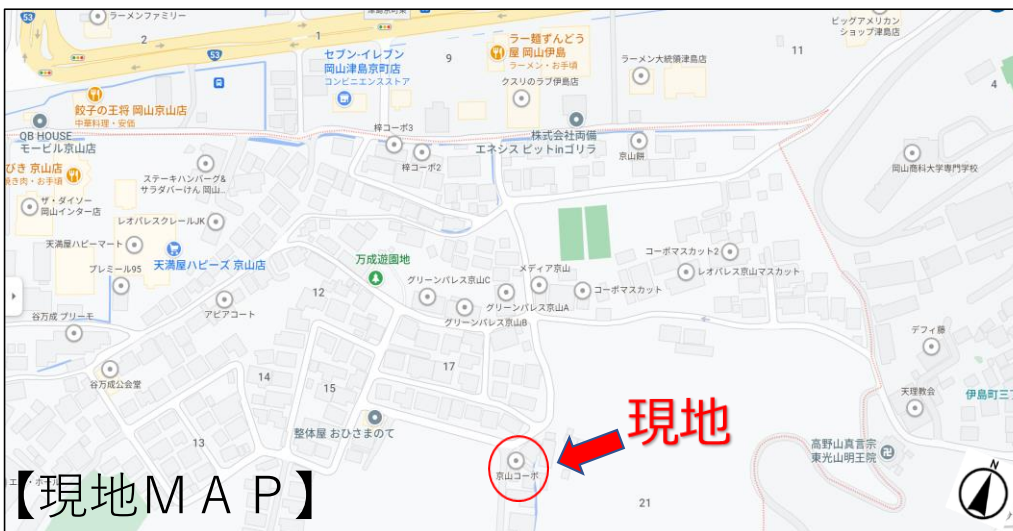 53
ラーメンファミリー
2
1
53
セブン-イレブン
岡山津島京町店
コンビニエンスストア
9
ラー麺ずんどう
屋 岡山伊島
ラーメン・お手頃
クスリのラブ伊島店
ラーメン大統領津島店
ビッグアメリカン
ショップ津島店
11
4
餃子の王将 岡山京山店
中華料理・安価
QB HOUSE
モービル京山店
梓コーポ3
梓コーポ2
株式会社両備
エネシス ピットinゴリラ
京山餅
岡山商科大学専門学校
びき 京山店
焼き肉・お手頃
ステーキハンバーグ&
サラダバーけん 岡山...
ザ・ダイソー
岡山インター店
レオパレスクレールJK
天満屋ハピーマート
天満屋ハピーズ 京山店
プレミール95
万成遊園地
メディア京山
コーポマスカット2
レオパレス京山マスカット
グリーンパレス京山C
コーポマスカット
グリーンパレス京山A
グリーンパレス京山B
12
アピアコート
谷万成 プリーモ
デフィ藤
谷万成公会堂
14
15
17
天理教会
伊島町三丁
整体屋 おひさまのて
13
現地
高野山真言宗
東光山明王院
京山コーポ
21
N
【現地ＭＡＰ】